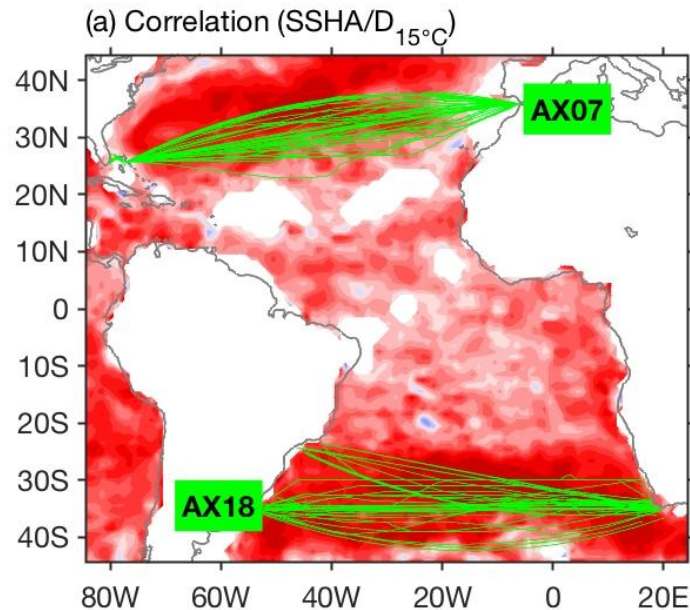 (a) Correlation (SSHA/D15°C)
40N
AX07
30N
20N
10N
0
10S
20S
30S
AX18
40S
80W 60W 40W 20W 0 20E